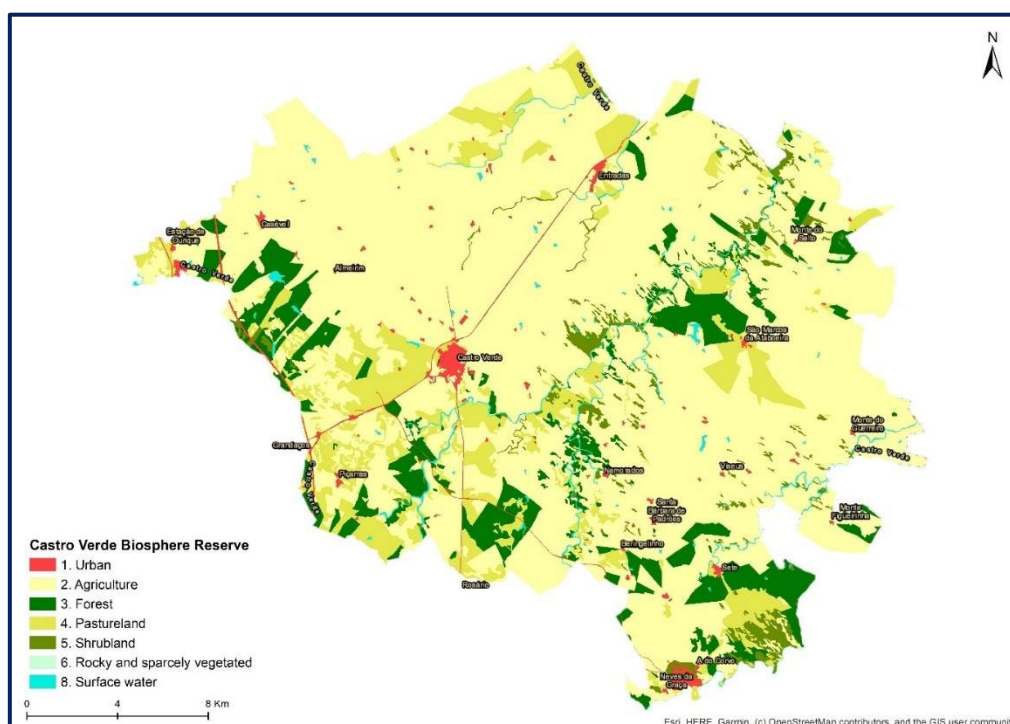 N
Castro Verde
Entradas
Monte do Salto
Casével
Estação de Ourique
Castro Verde
Almeirim
São Marcos da Ataboeira
Castro Verde
Monte do Guerreiro
Castro Verde
Grandaços
Piçarras
Castro Verde
Namorados
Viseus
Santa Bárbara de Padrões
Monte Figueirinha
Beringelinho
Sete
Rosário
A do Corvo
Neves da Graça
Castro Verde Biosphere Reserve
1. Urban
2. Agriculture
3. Forest
4. Pastureland
5. Shrubland
6. Rocky and sparcely vegetated
8. Surface water
0 4 8 Km
Esri, HERE, Garmin, (c) OpenStreetMap contributors, and the GIS user communit